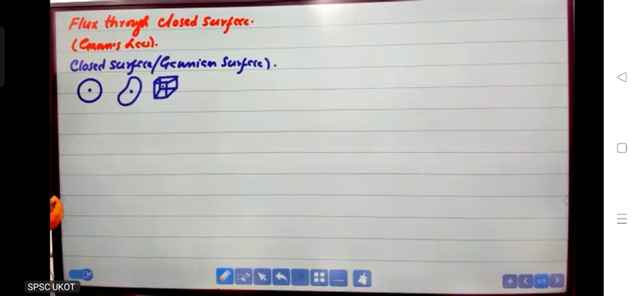 Flux through closed surface.
(Gauss's Law).
Closed surface/Gaussian Surface).
SPSC UKOT